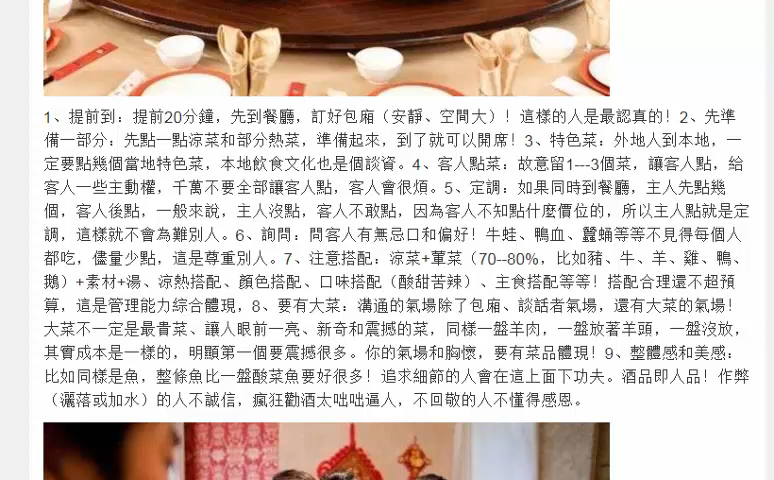 1、提前到：提前20分鐘，先到餐廳，訂好包廂（安靜、空間大）！這樣的人是最認真的！2、先準
備一部分：先點一點涼菜和部分熱菜，準備起來，到了就可以開席！3、特色菜：外地人到本地，一
定要點幾個當地特色菜，本地飲食文化也是個談資。4、客人點菜：故意留1---3個菜，讓客人點，給
客人一些主動權，千萬不要全部讓客人點，客人會很煩。5、定調：如果同時到餐廳，主人先點幾
個，客人後點，一般來說，主人沒點，客人不敢點，因為客人不知點什麼價位的，所以主人點就是定
調，這樣就不會為難別人。6、詢問：問客人有無忌口和偏好！牛蛙、鴨血、蠶蛹等等不見得每個人
都吃，儘量少點，這是尊重別人。7、注意搭配：涼菜+葷菜（70--80%，比如豬、牛、羊、雞、鴨、
鵝）+素材+湯、涼熱搭配、顏色搭配、口味搭配（酸甜苦辣）、主食搭配等等！搭配合理還不超預
算，這是管理能力綜合體現，8、要有大菜：溝通的氣場除了包廂、談話者氣場，還有大菜的氣場！
大菜不一定是最貴菜、讓人眼前一亮、新奇和震撼的菜，同樣一盤羊肉，一盤放著羊頭，一盤沒放，
其實成本是一樣的，明顯第一個要震撼很多。你的氣場和胸懷，要有菜品體現！9、整體感和美感：
比如同樣是魚，整條魚比一盤酸菜魚要好很多！追求細節的人會在這上面下功夫。酒品即人品！作弊
（灑落或加水）的人不誠信，瘋狂勸酒太咄咄逼人，不回敬的人不懂得感恩。